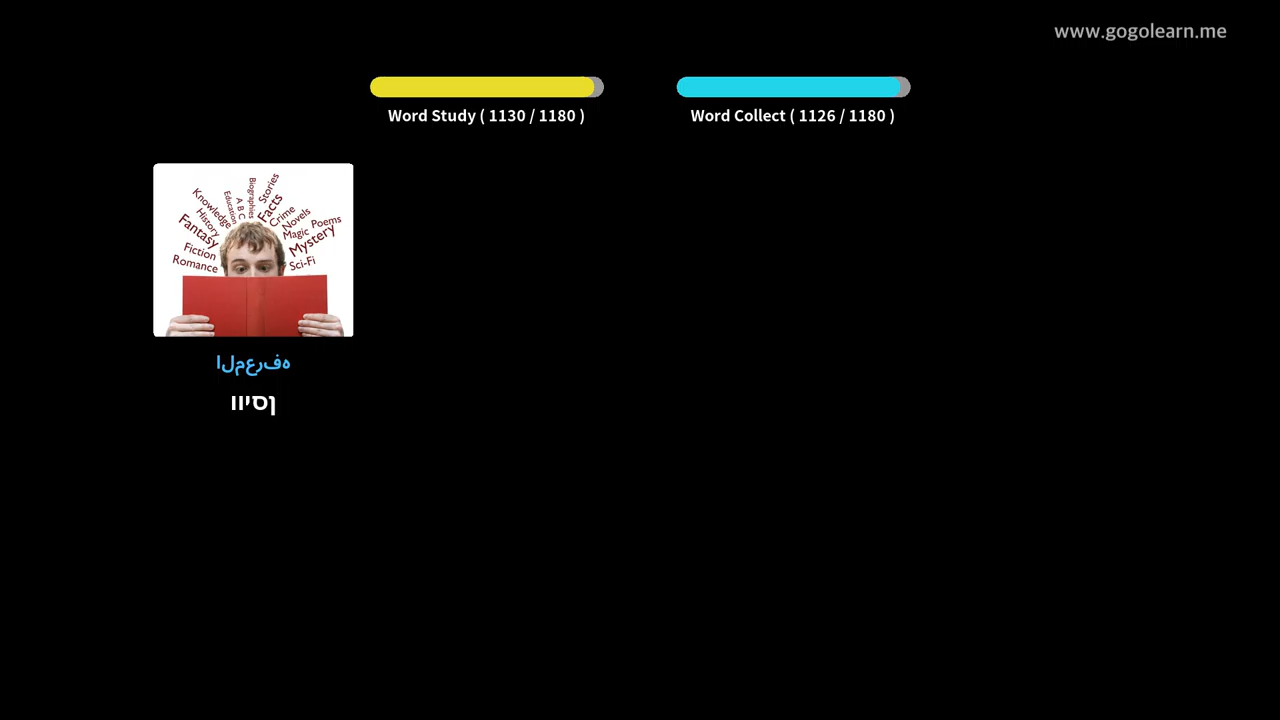 www.gogolearn.me
Word Study ( 1130 / 1180 )
Word Collect ( 1126 / 1180 )
Romance
Fiction
Fantasy
History
Knowledge
Education
A B C
Biographies
Stories
Facts
Crime
Novels
Magic
Poems
Mystery
Sci-Fi
المعرفه
וויסן